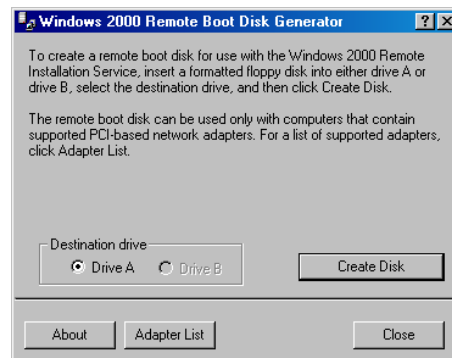 Windows 2000 Remote Boot Disk Generator
To create a remote boot disk for use with the Windows 2000 Remote
Installation Service, insert a formatted floppy disk into either drive A or
drive B, select the destination drive, and then click Create Disk.
The remote boot disk can be used only with computers that contain
supported PCI-based network adapters. For a list of supported adapters,
click Adapter List.
Destination drive
Drive A Drive B Create Disk
About Adapter List Close